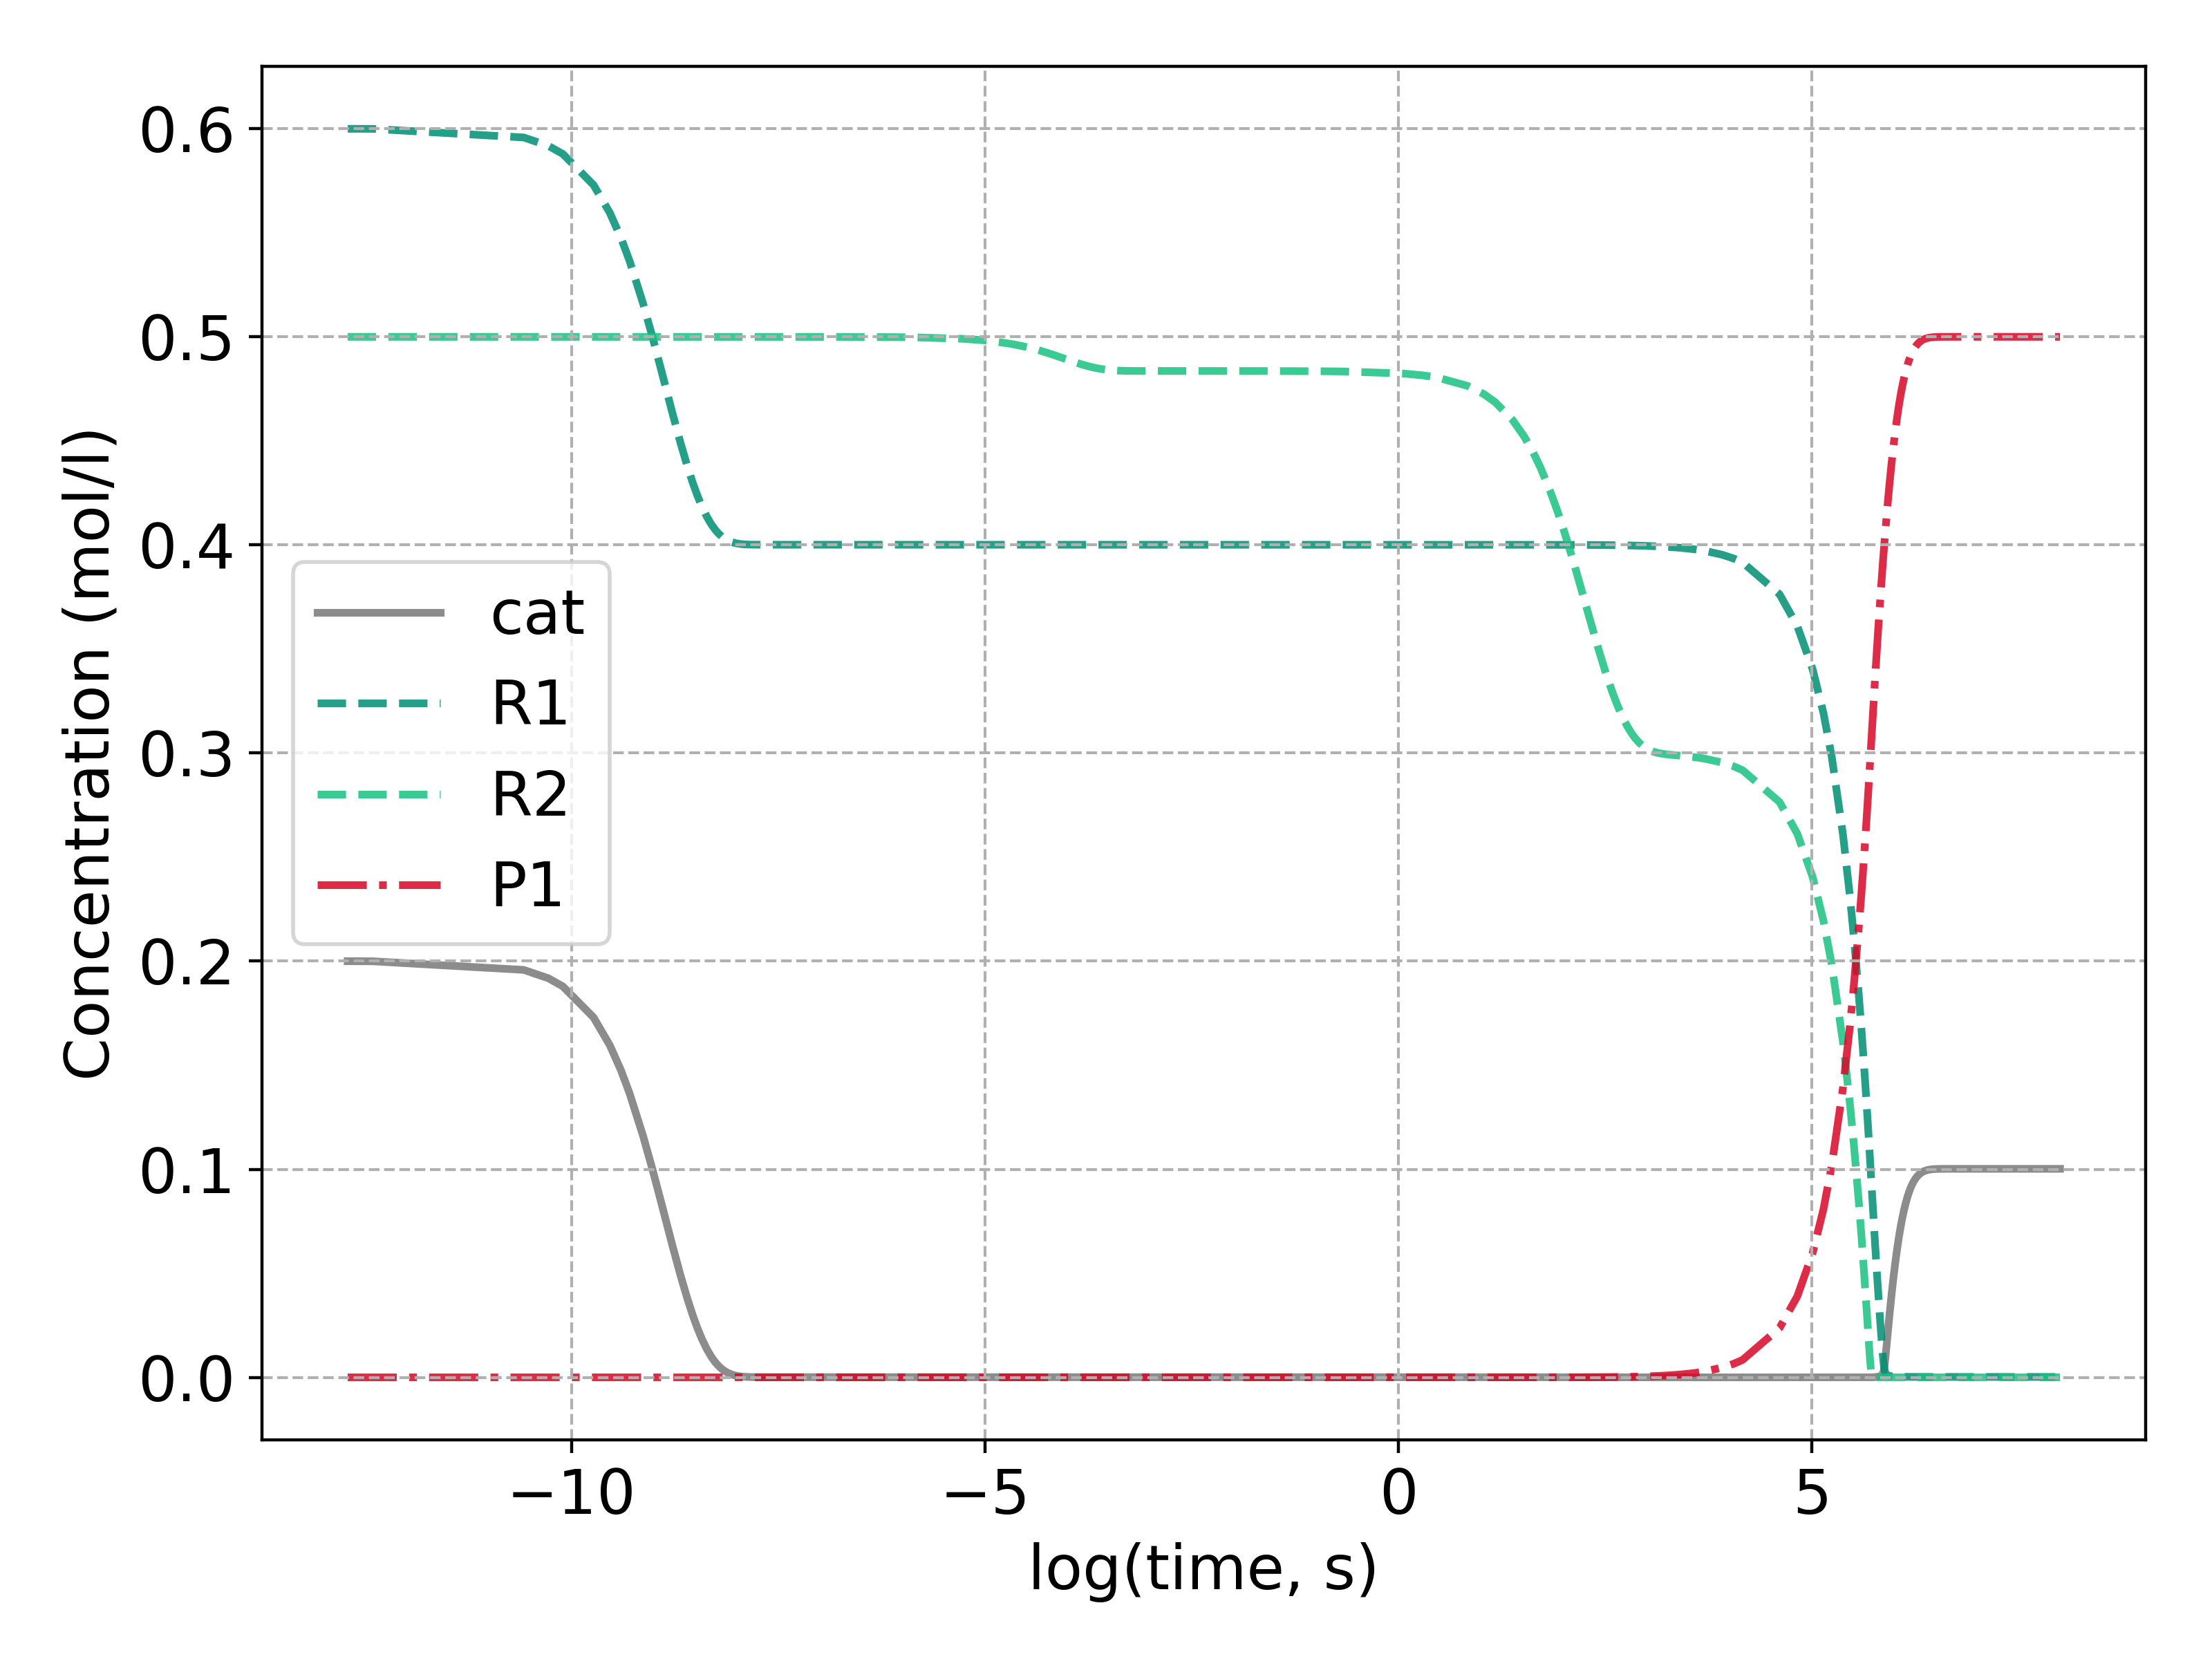 Concentration (mol/l)
0.6
0.5
0.4
0.3
0.2
0.1
0.0
cat
R1
R2
P1
−10
−5
0
5
log(time, s)